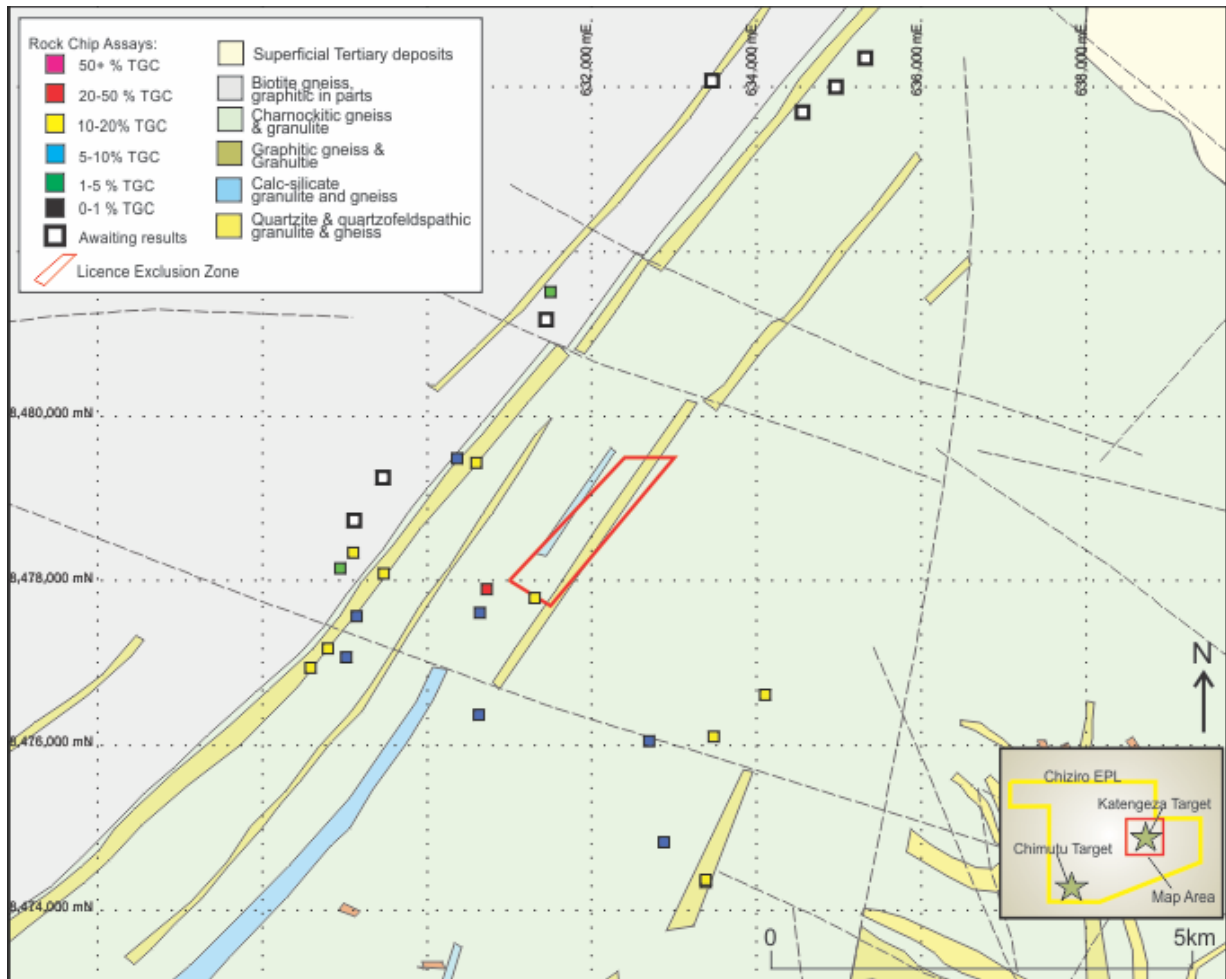 Rock Chip Assays:
50+ % TGC
20-50 % TGC
10-20% TGC
5-10% TGC
1-5 % TGC
0-1 % TGC
Awaiting results
Licence Exclusion Zone
Superficial Tertiary deposits
Biotite gneiss,
graphitic in parts
Charnockitic gneiss
& granulite
Graphitic gneiss &
Granultie
Calc-silicate
granulite and gneiss
Quartzite & quartzofeldspathic
granulite & gneiss
632,000 mE
634,000 mE
636,000 mE
638,000 mE
8,480,000 mN
8,478,000 mN
8,476,000 mN
8,474,000 mN
N
Chiziro EPL
Katengeza Target
Chimutu Target
Map Area
0 5km